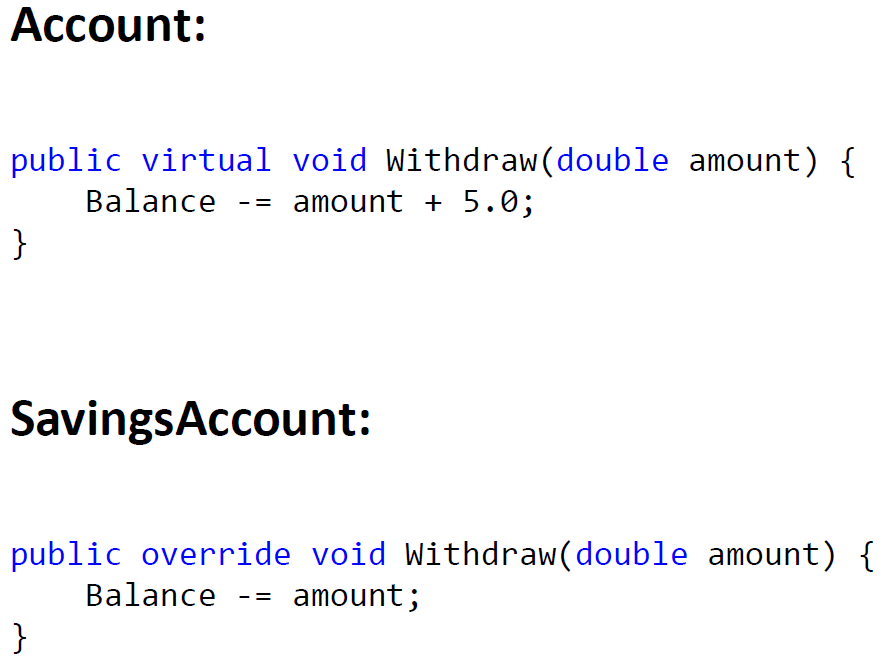 Account:
public virtual void Withdraw(double amount) {
    Balance -= amount + 5.0;
}
SavingsAccount:
public override void Withdraw(double amount) {
    Balance -= amount;
}